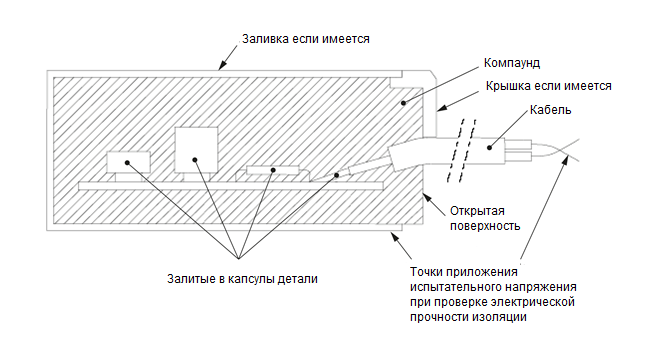 Заливка если имеется
Компаунд
Крышка если имеется
Кабель
Открытая
поверхность
Залитые в капсулы детали
Точки приложения
испытательного напряжения
при проверке электрической
прочности изоляции